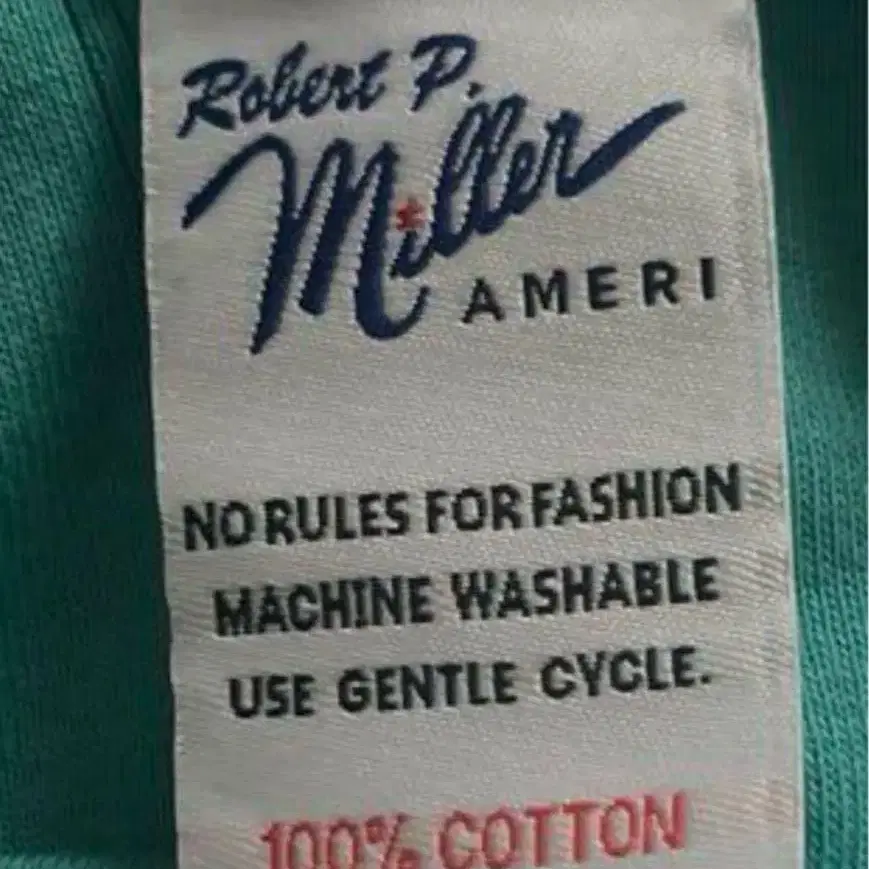 Robert P.
Miller
AMERI
NO RULES FOR FASHION
MACHINE WASHABLE
USE GENTLE CYCLE.
100% COTTON